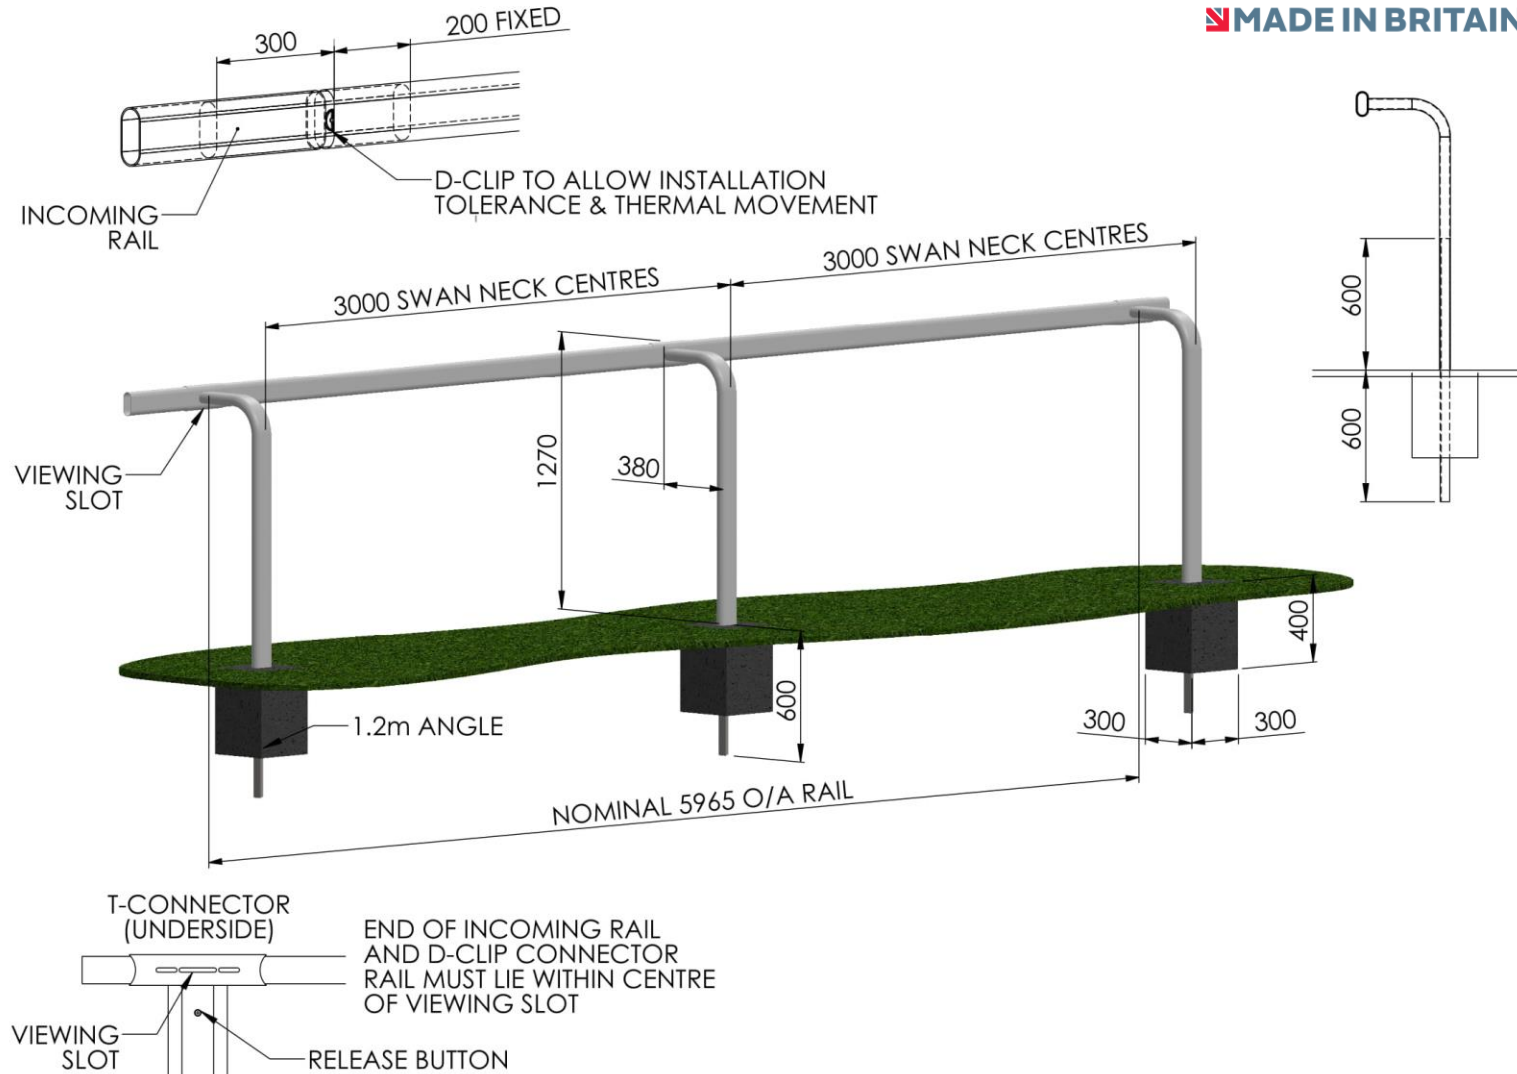 MADE IN BRITAIN
300
200 FIXED
D-CLIP TO ALLOW INSTALLATION
TOLERANCE & THERMAL MOVEMENT
INCOMING
RAIL
3000 SWAN NECK CENTRES
3000 SWAN NECK CENTRES
600
600
1270
380
VIEWING
SLOT
600
400
300
300
1.2m ANGLE
NOMINAL 5965 O/A RAIL
T-CONNECTOR
(UNDERSIDE)
END OF INCOMING RAIL
AND D-CLIP CONNECTOR
RAIL MUST LIE WITHIN CENTRE
OF VIEWING SLOT
VIEWING
SLOT
RELEASE BUTTON